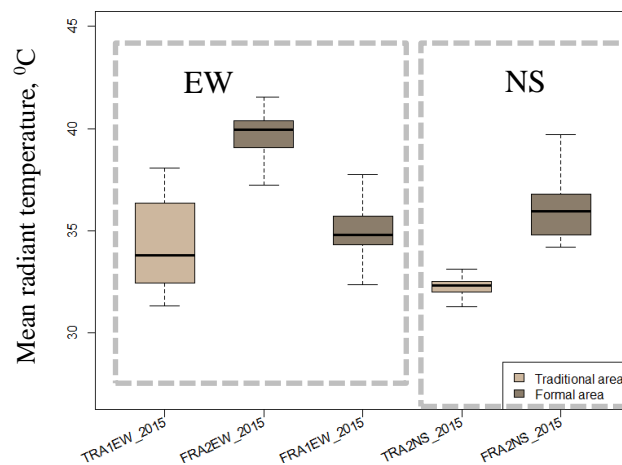 Mean radiant temperature, ⁰C
45
40
35
30
EW
NS
Traditional area
Formal area
TRA1EW_2015
FRA2EW_2015
FRA1EW_2015
TRA2NS_2015
FRA2NS_2015